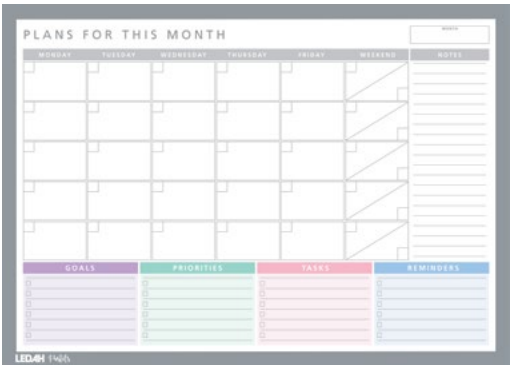 PLANS FOR THIS MONTH
MONTH
MONDAY TUESDAY WEDNESDAY THURSDAY FRIDAY WEEKEND NOTES
GOALS PRIORITIES TASKS REMINDERS
LEDAH